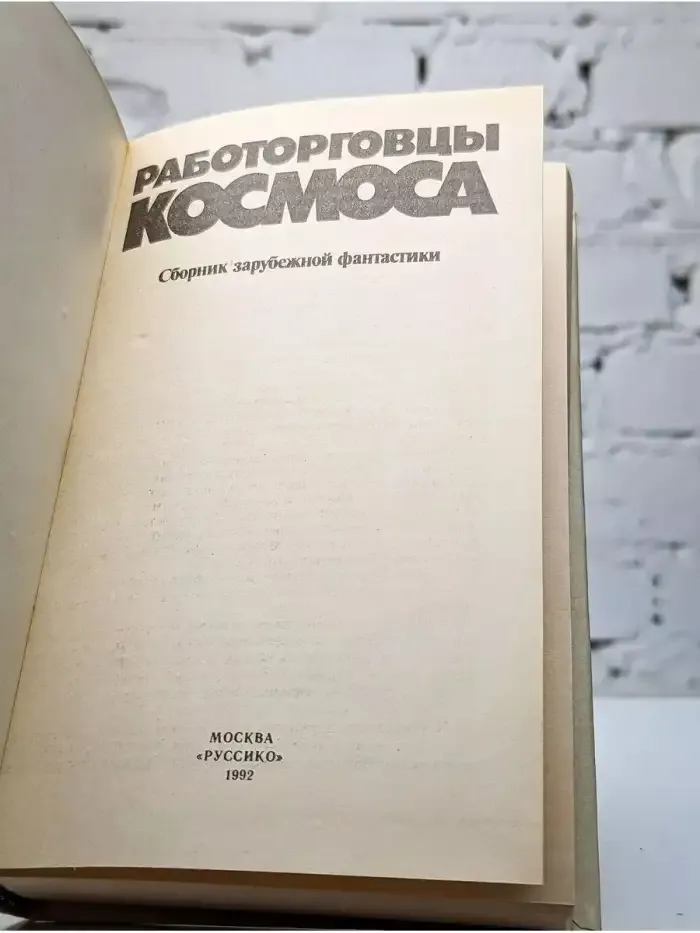 РАБОТОРГОВЦЫ
КОСМОСА
Сборник зарубежной фантастики
МОСКВА
«РУССИКО»
1992